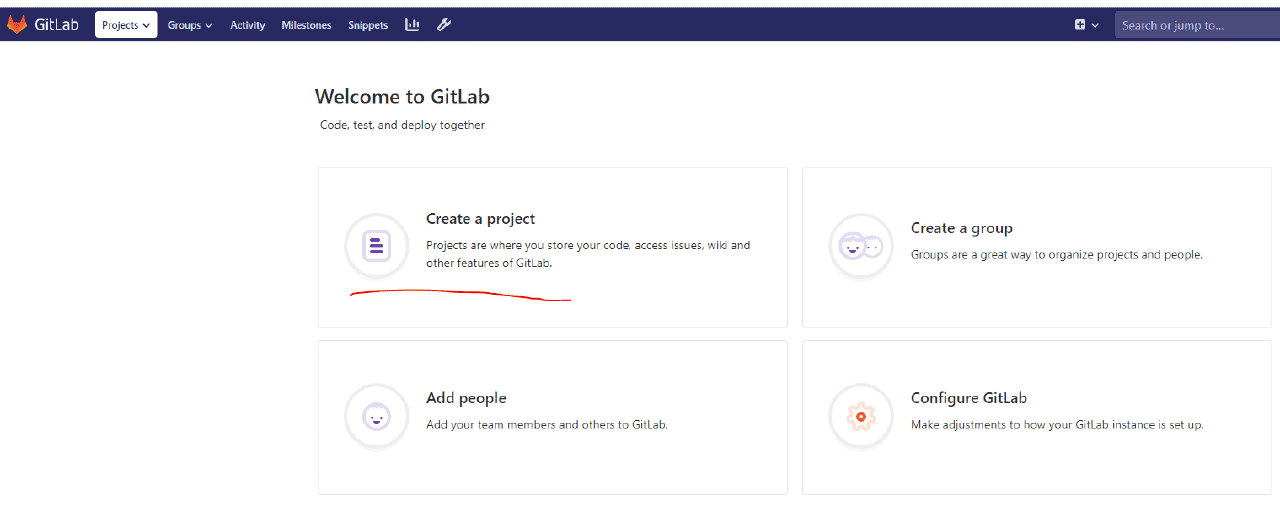 GitLab Projects Groups Activity Milestones Snippets Search or jump to...
Welcome to GitLab
Code, test, and deploy together
Create a project
Projects are where you store your code, access issues, wiki and
other features of GitLab.
Create a group
Groups are a great way to organize projects and people.
Add people
Add your team members and others to GitLab.
Configure GitLab
Make adjustments to how your GitLab instance is set up.